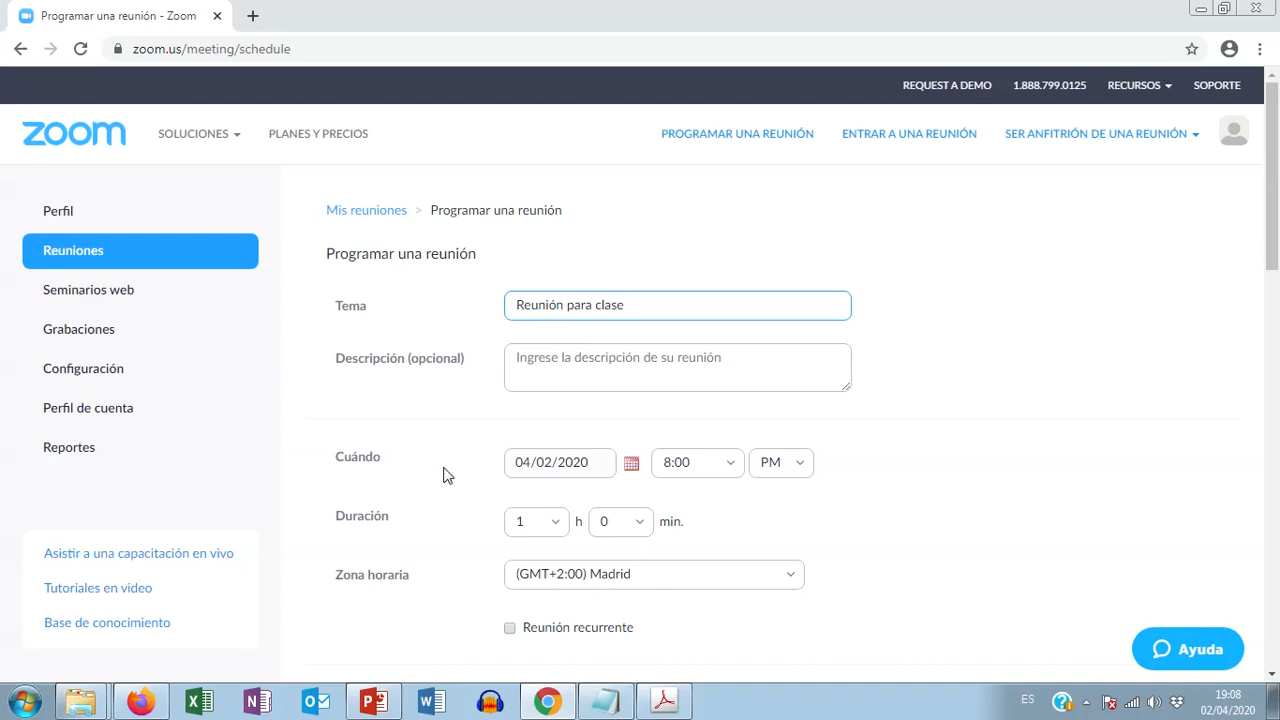 Programar una reunión - Zoom
zoom.us/meeting/schedule
REQUEST A DEMO 1.888.799.0125 RECURSOS SOPORTE
zoom SOLUCIONES PLANES Y PRECIOS PROGRAMAR UNA REUNIÓN ENTRAR A UNA REUNIÓN SER ANFITRIÓN DE UNA REUNIÓN
Perfil
Reuniones
Seminarios web
Grabaciones
Configuración
Perfil de cuenta
Reportes
Asistir a una capacitación en vivo
Tutoriales en video
Base de conocimiento
Mis reuniones > Programar una reunión
Programar una reunión
Tema Reunión para clase
Descripción (opcional) Ingrese la descripción de su reunión
Cuándo 04/02/2020 8:00 PM
Duración 1 h 0 min.
Zona horaria (GMT+2:00) Madrid
Reunión recurrente
Ayuda
ES 19:08
02/04/2020